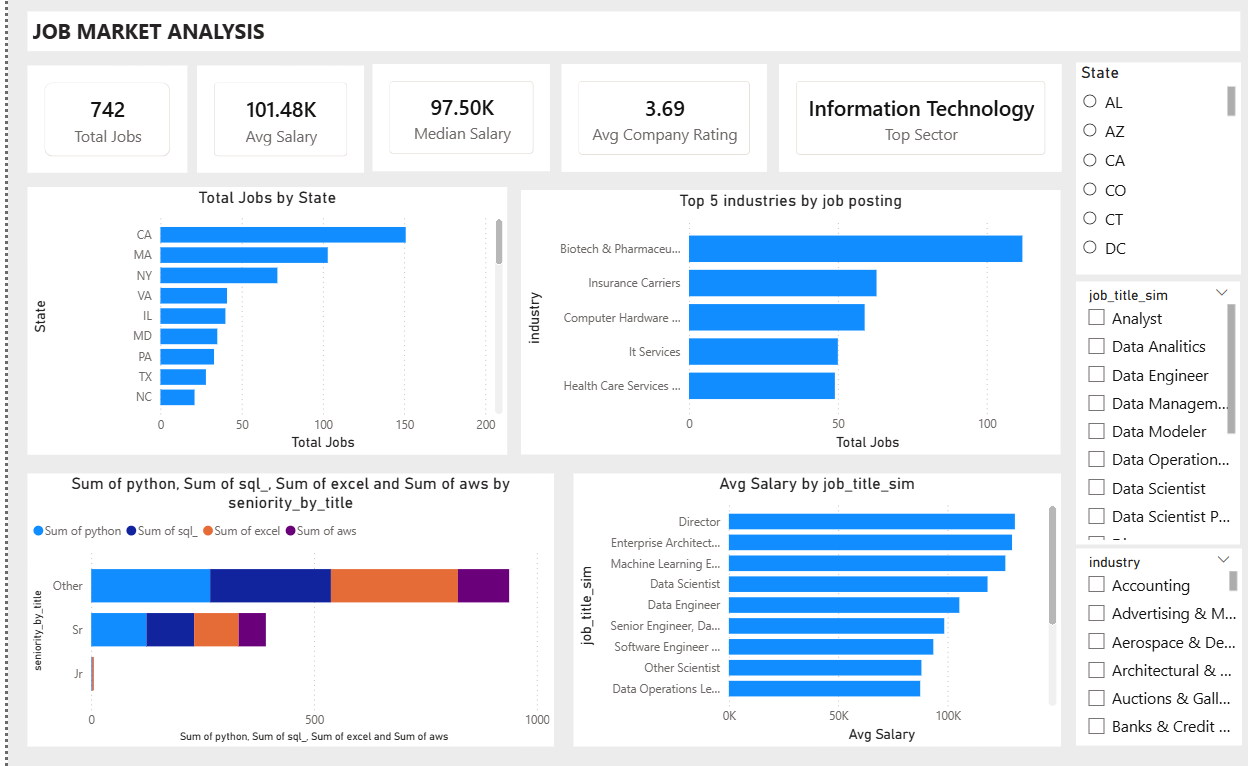 JOB MARKET ANALYSIS
742
Total Jobs
101.48K
Avg Salary
97.50K
Median Salary
3.69
Avg Company Rating
Information Technology
Top Sector
State
AL
AZ
CA
CO
CT
DC
Total Jobs by State
State
CA
MA
NY
VA
IL
MD
PA
TX
NC
0 50 100 150 200
Total Jobs
Top 5 industries by job posting
industry
Biotech & Pharmaceu...
Insurance Carriers
Computer Hardware ...
It Services
Health Care Services ...
0 50 100
Total Jobs
job_title_sim
Analyst
Data Analitics
Data Engineer
Data Managem...
Data Modeler
Data Operation...
Data Scientist
Data Scientist P...
Sum of python, Sum of sql_, Sum of excel and Sum of aws by
seniority_by_title
Sum of python Sum of sql_ Sum of excel Sum of aws
seniority_by_title
Other
Sr
Jr
0 500 1000
Sum of python, Sum of sql_, Sum of excel and Sum of aws
Avg Salary by job_title_sim
job_title_sim
Director
Enterprise Architect...
Machine Learning E...
Data Scientist
Data Engineer
Senior Engineer, Da...
Software Engineer ...
Other Scientist
Data Operations Le...
0K 50K 100K
Avg Salary
industry
Accounting
Advertising & M...
Aerospace & De...
Architectural & ...
Auctions & Gall...
Banks & Credit ...